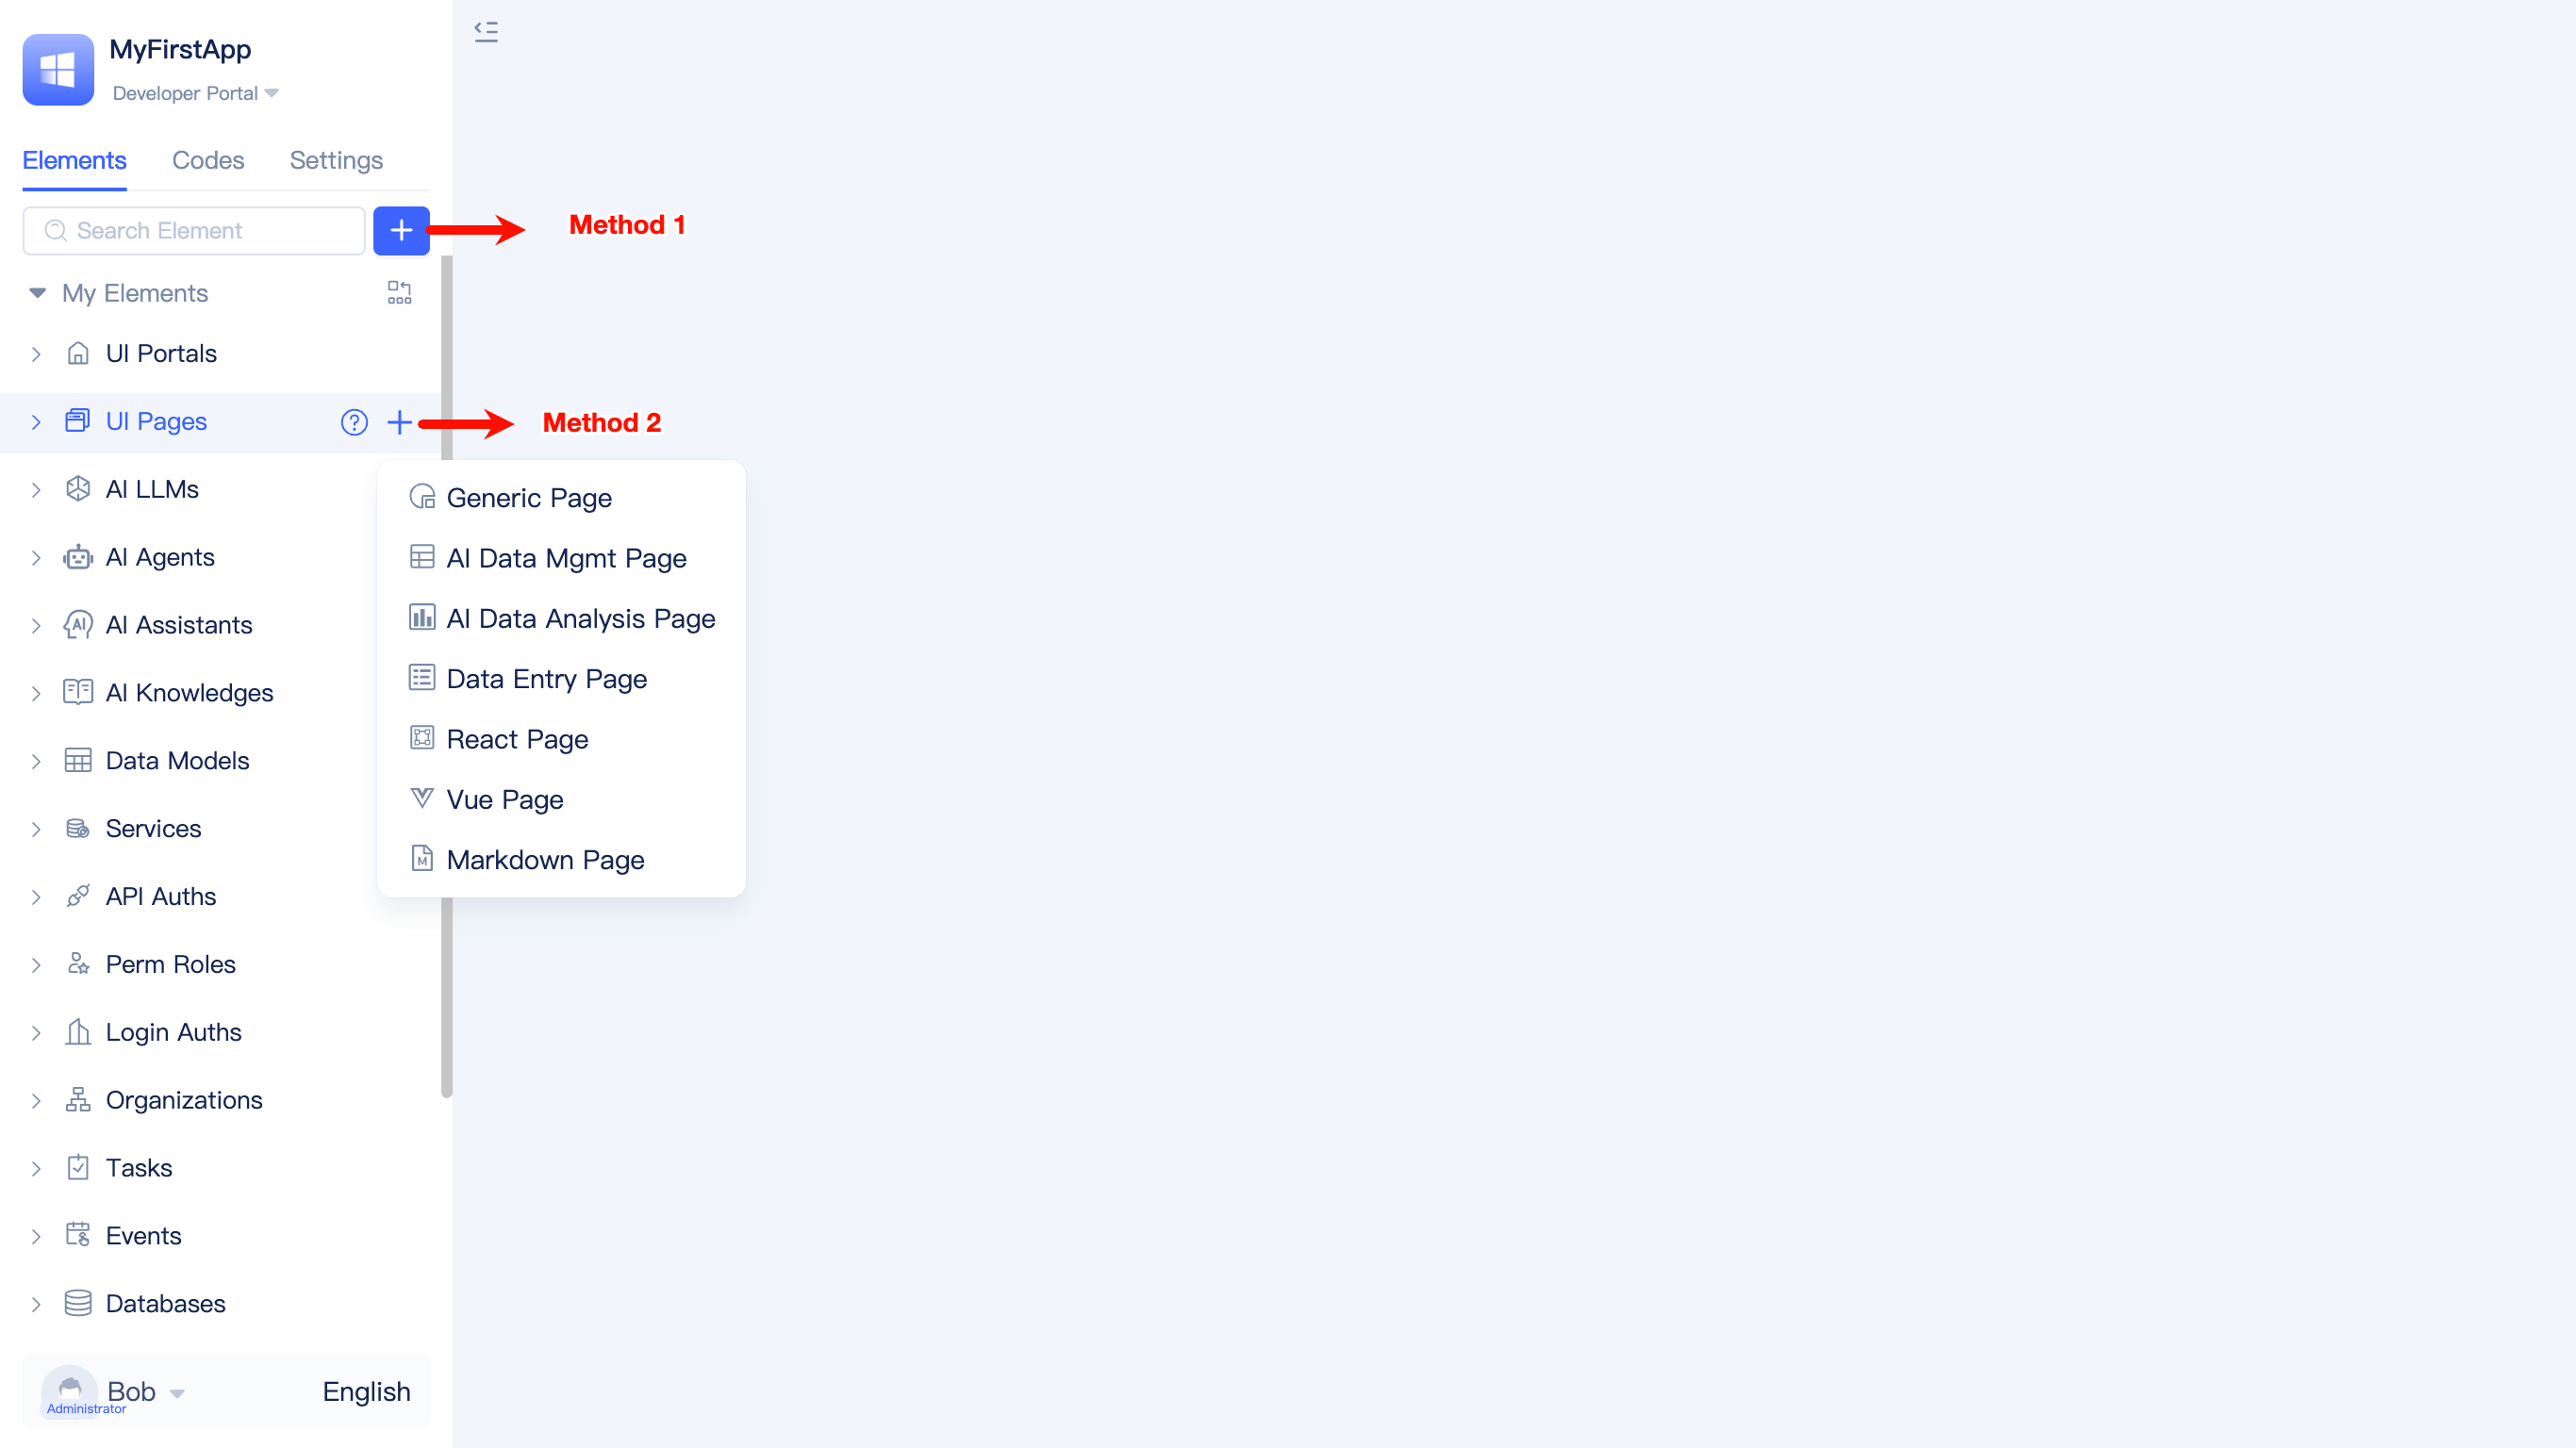 MyFirstApp
Developer Portal
Elements Codes Settings
Search Element
Method 1
My Elements
UI Portals
UI Pages
Method 2
AI LLMs
AI Agents
AI Assistants
AI Knowledges
Data Models
Services
API Auths
Perm Roles
Login Auths
Organizations
Tasks
Events
Databases
Generic Page
AI Data Mgmt Page
AI Data Analysis Page
Data Entry Page
React Page
Vue Page
Markdown Page
Bob
Administrator
English